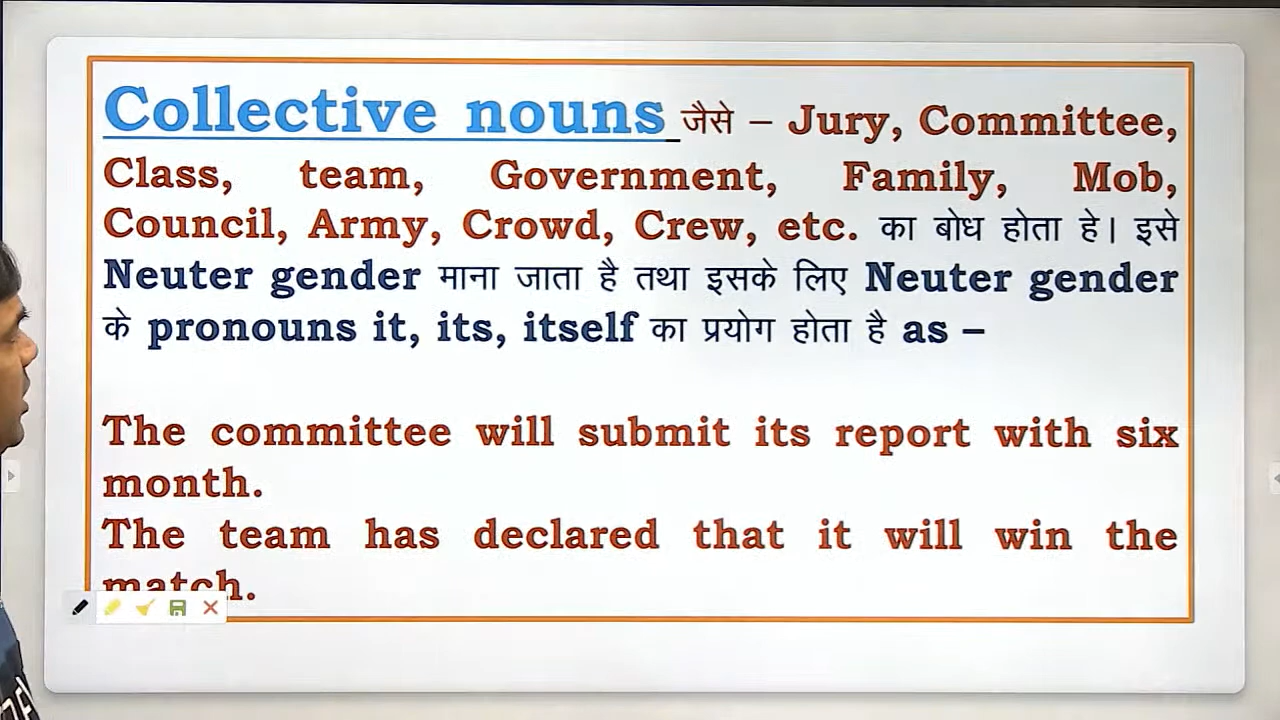 Collective nouns जैसे – Jury, Committee,
Class, team, Government, Family, Mob,
Council, Army, Crowd, Crew, etc. का बोध होता हे। इसे
Neuter gender माना जाता है तथा इसके लिए Neuter gender
के pronouns it, its, itself का प्रयोग होता है as –
The committee will submit its report with six
month.
The team has declared that it will win the
match.